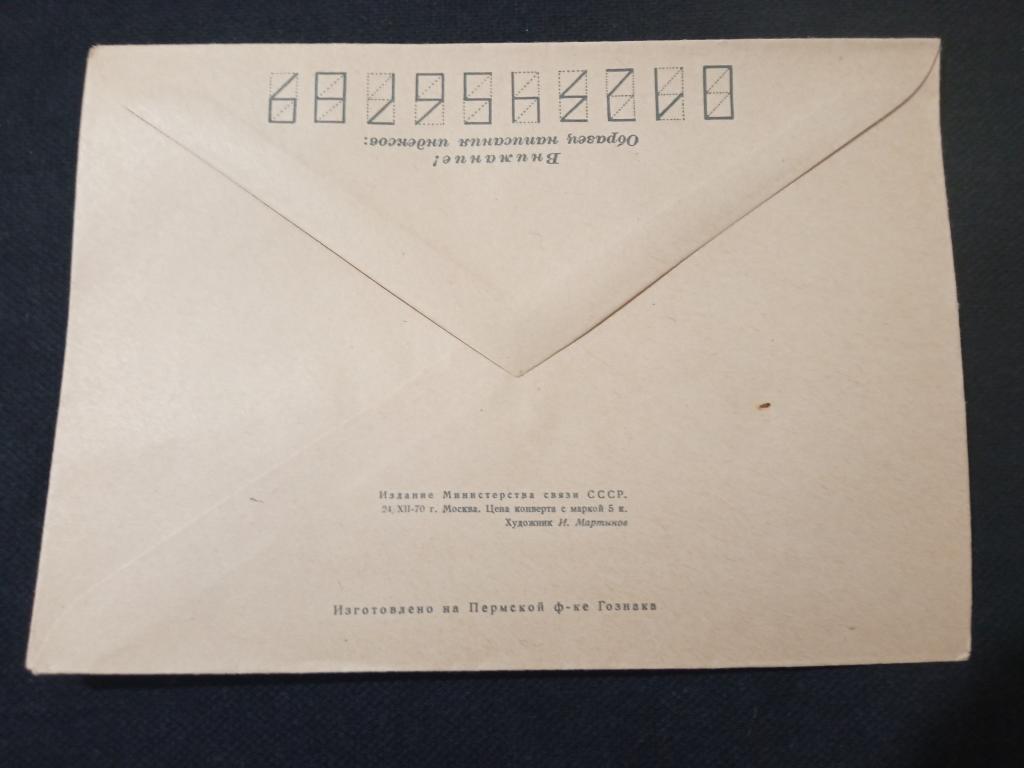 Внимание!
Образец написания индексов:
0123456789
Издание Министерства связи СССР.
24/XII-70 г. Москва. Цена конверта с маркой 5 к.
Художник И. Мартинов
Изготовлено на Пермской ф-ке Гознака